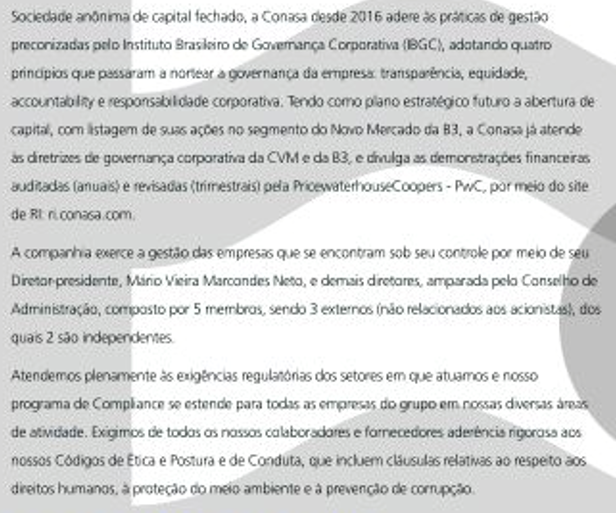 Sociedade anônima de capital fechado, a Conasa desde 2016 adere às práticas de gestão
preconizadas pelo Instituto Brasileiro de Governança Corporativa (IBGC), adotando quatro
princípios que passaram a nortear a governança da empresa: transparência, equidade,
accountability e responsabilidade corporativa. Tendo como plano estratégico futuro a abertura de
capital, com listagem de suas ações no segmento do Novo Mercado da B3, a Conasa já atende
às diretrizes de governança corporativa da CVM e da B3, e divulga as demonstrações financeiras
auditadas (anuais) e revisadas (trimestrais) pela PricewaterhouseCoopers - PwC, por meio do site
de RI: ri.conasa.com.
A companhia exerce a gestão das empresas que se encontram sob seu controle por meio de seu
Diretor-presidente, Mário Vieira Marcondes Neto, e demais diretores, amparada pelo Conselho de
Administração, composto por 5 membros, sendo 3 externos (não relacionados aos acionistas), dos
quais 2 são independentes.
Atendemos plenamente às exigências regulatórias dos setores em que atuamos e nosso
programa de Compliance se estende para todas as empresas do grupo em nossas diversas áreas
de atividade. Exigimos de todos os nossos colaboradores e fornecedores aderência rigorosa aos
nossos Códigos de Ética e Postura e de Conduta, que incluem cláusulas relativas ao respeito aos
direitos humanos, à proteção do meio ambiente e à prevenção de corrupção.